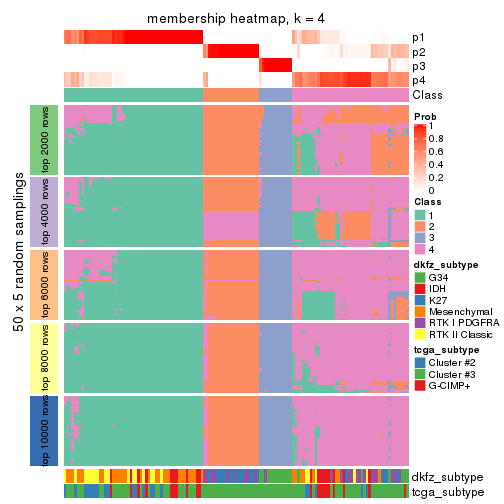 membership heatmap, k = 4
p1
p2
p3
p4
Class
50 x 5 random samplings
top 2000 rows
top 4000 rows
top 6000 rows
top 8000 rows
top 10000 rows
Prob
1
0.8
0.6
0.4
0.2
0
Class
1
2
3
4
dkfz_subtype
G34
IDH
K27
Mesenchymal
RTK I PDGFRA
RTK II Classic
tcga_subtype
Cluster #2
Cluster #3
G-CIMP+
dkfz_subtype
tcga_subtype